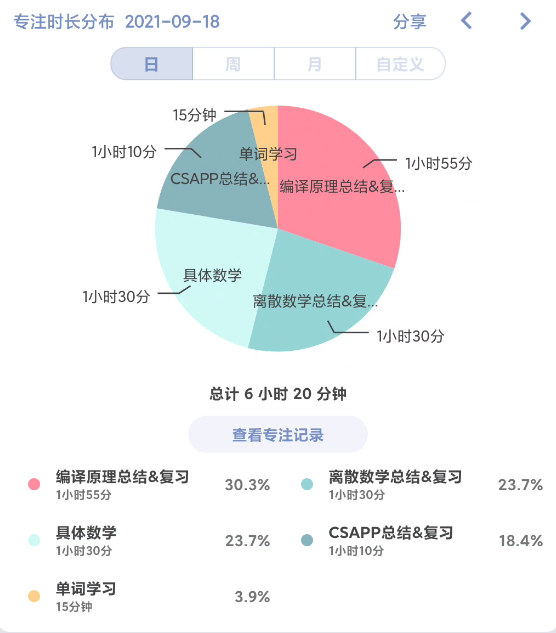 专注时长分布 2021-09-18
分享
日
周
月
自定义
15分钟
单词学习
1小时10分
CSAPP总结&...
1小时55分
编译原理总结&复...
具体数学
1小时30分
离散数学总结&复...
1小时30分
总计 6 小时 20 分钟
查看专注记录
编译原理总结&复习
1小时55分
30.3%
离散数学总结&复习
1小时30分
23.7%
具体数学
1小时30分
23.7%
CSAPP总结&复习
1小时10分
18.4%
单词学习
15分钟
3.9%